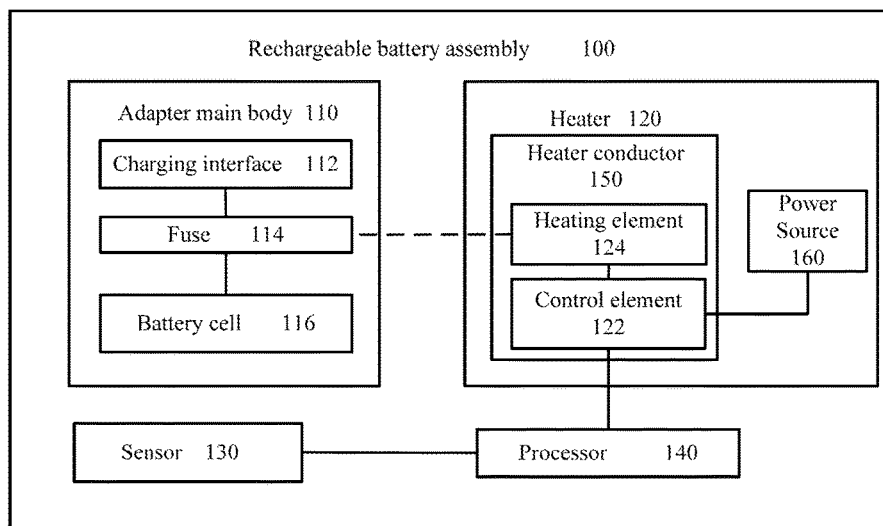 Rechargeable battery assembly 100
Adapter main body 110
Charging interface 112
Fuse 114
Battery cell 116
Heater 120
Heater conductor
150
Heating element
124
Control element
122
Power
Source
160
Sensor 130
Processor 140